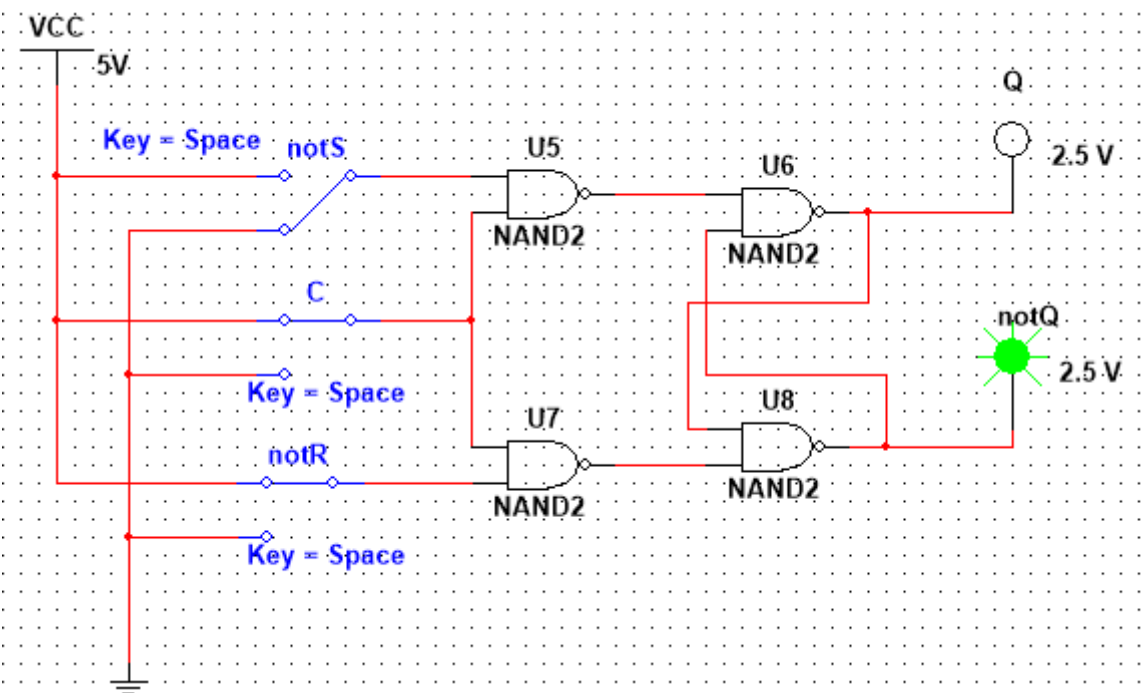 VCC
5V
Q
Key = Space
notS
U5
2.5 V
U6
NAND2
NAND2
C
notQ
2.5 V
Key = Space
U8
U7
notR
NAND2
NAND2
Key = Space